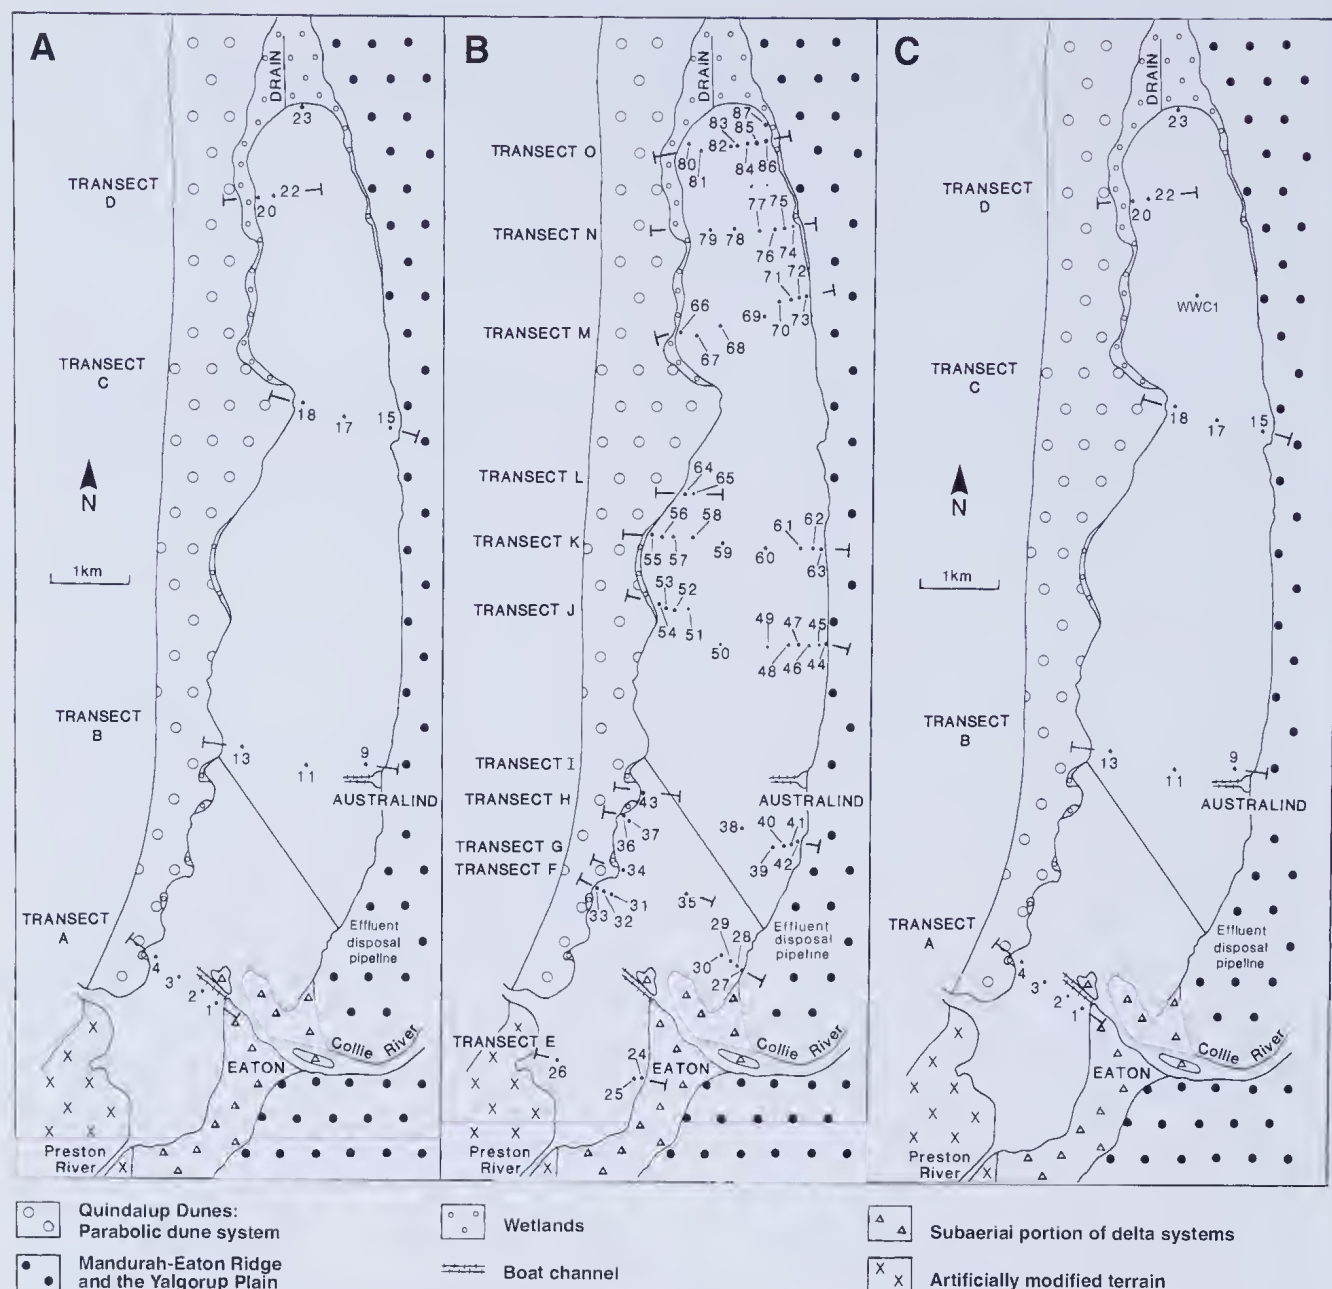 A
DRAIN
23
TRANSECT
D
22
20
TRANSECT
C
18
17
15
N
1km
TRANSECT
B
13
11
9
AUSTRALIND
TRANSECT
A
4
3
2
1
Effluent
disposal
pipeline
Collie River
EATON
Preston
River
B
DRAIN
87
83
85
TRANSECT O
82
80
81
84
86
77
75
TRANSECT N
79
78
76
74
72
71
66
69
70
73
TRANSECT M
67
68
64
65
TRANSECT L
56
58
61
62
TRANSECT K
59
60
55
57
63
53
52
TRANSECT J
54
51
49
47
45
50
48
46
44
TRANSECT I
TRANSECT H
43
AUSTRALIND
37
38
40
41
36
TRANSECT G
39
42
TRANSECT F
34
31
35
33
32
29
28
Effluent
disposal
pipeline
30
27
TRANSECT E
26
24
25
Collie River
EATON
Preston
River
C
DRAIN
23
TRANSECT
D
22
20
WWC1
TRANSECT
C
18
17
15
N
1km
TRANSECT
B
13
11
9
AUSTRALIND
TRANSECT
A
4
3
2
1
Effluent
disposal
pipeline
Collie River
EATON
Preston
River
Quindalup Dunes:
Parabolic dune system
Mandurah-Eaton Ridge
and the Yalgorup Plain
Wetlands
Boat channel
Subaerial portion of delta systems
Artificially modified terrain